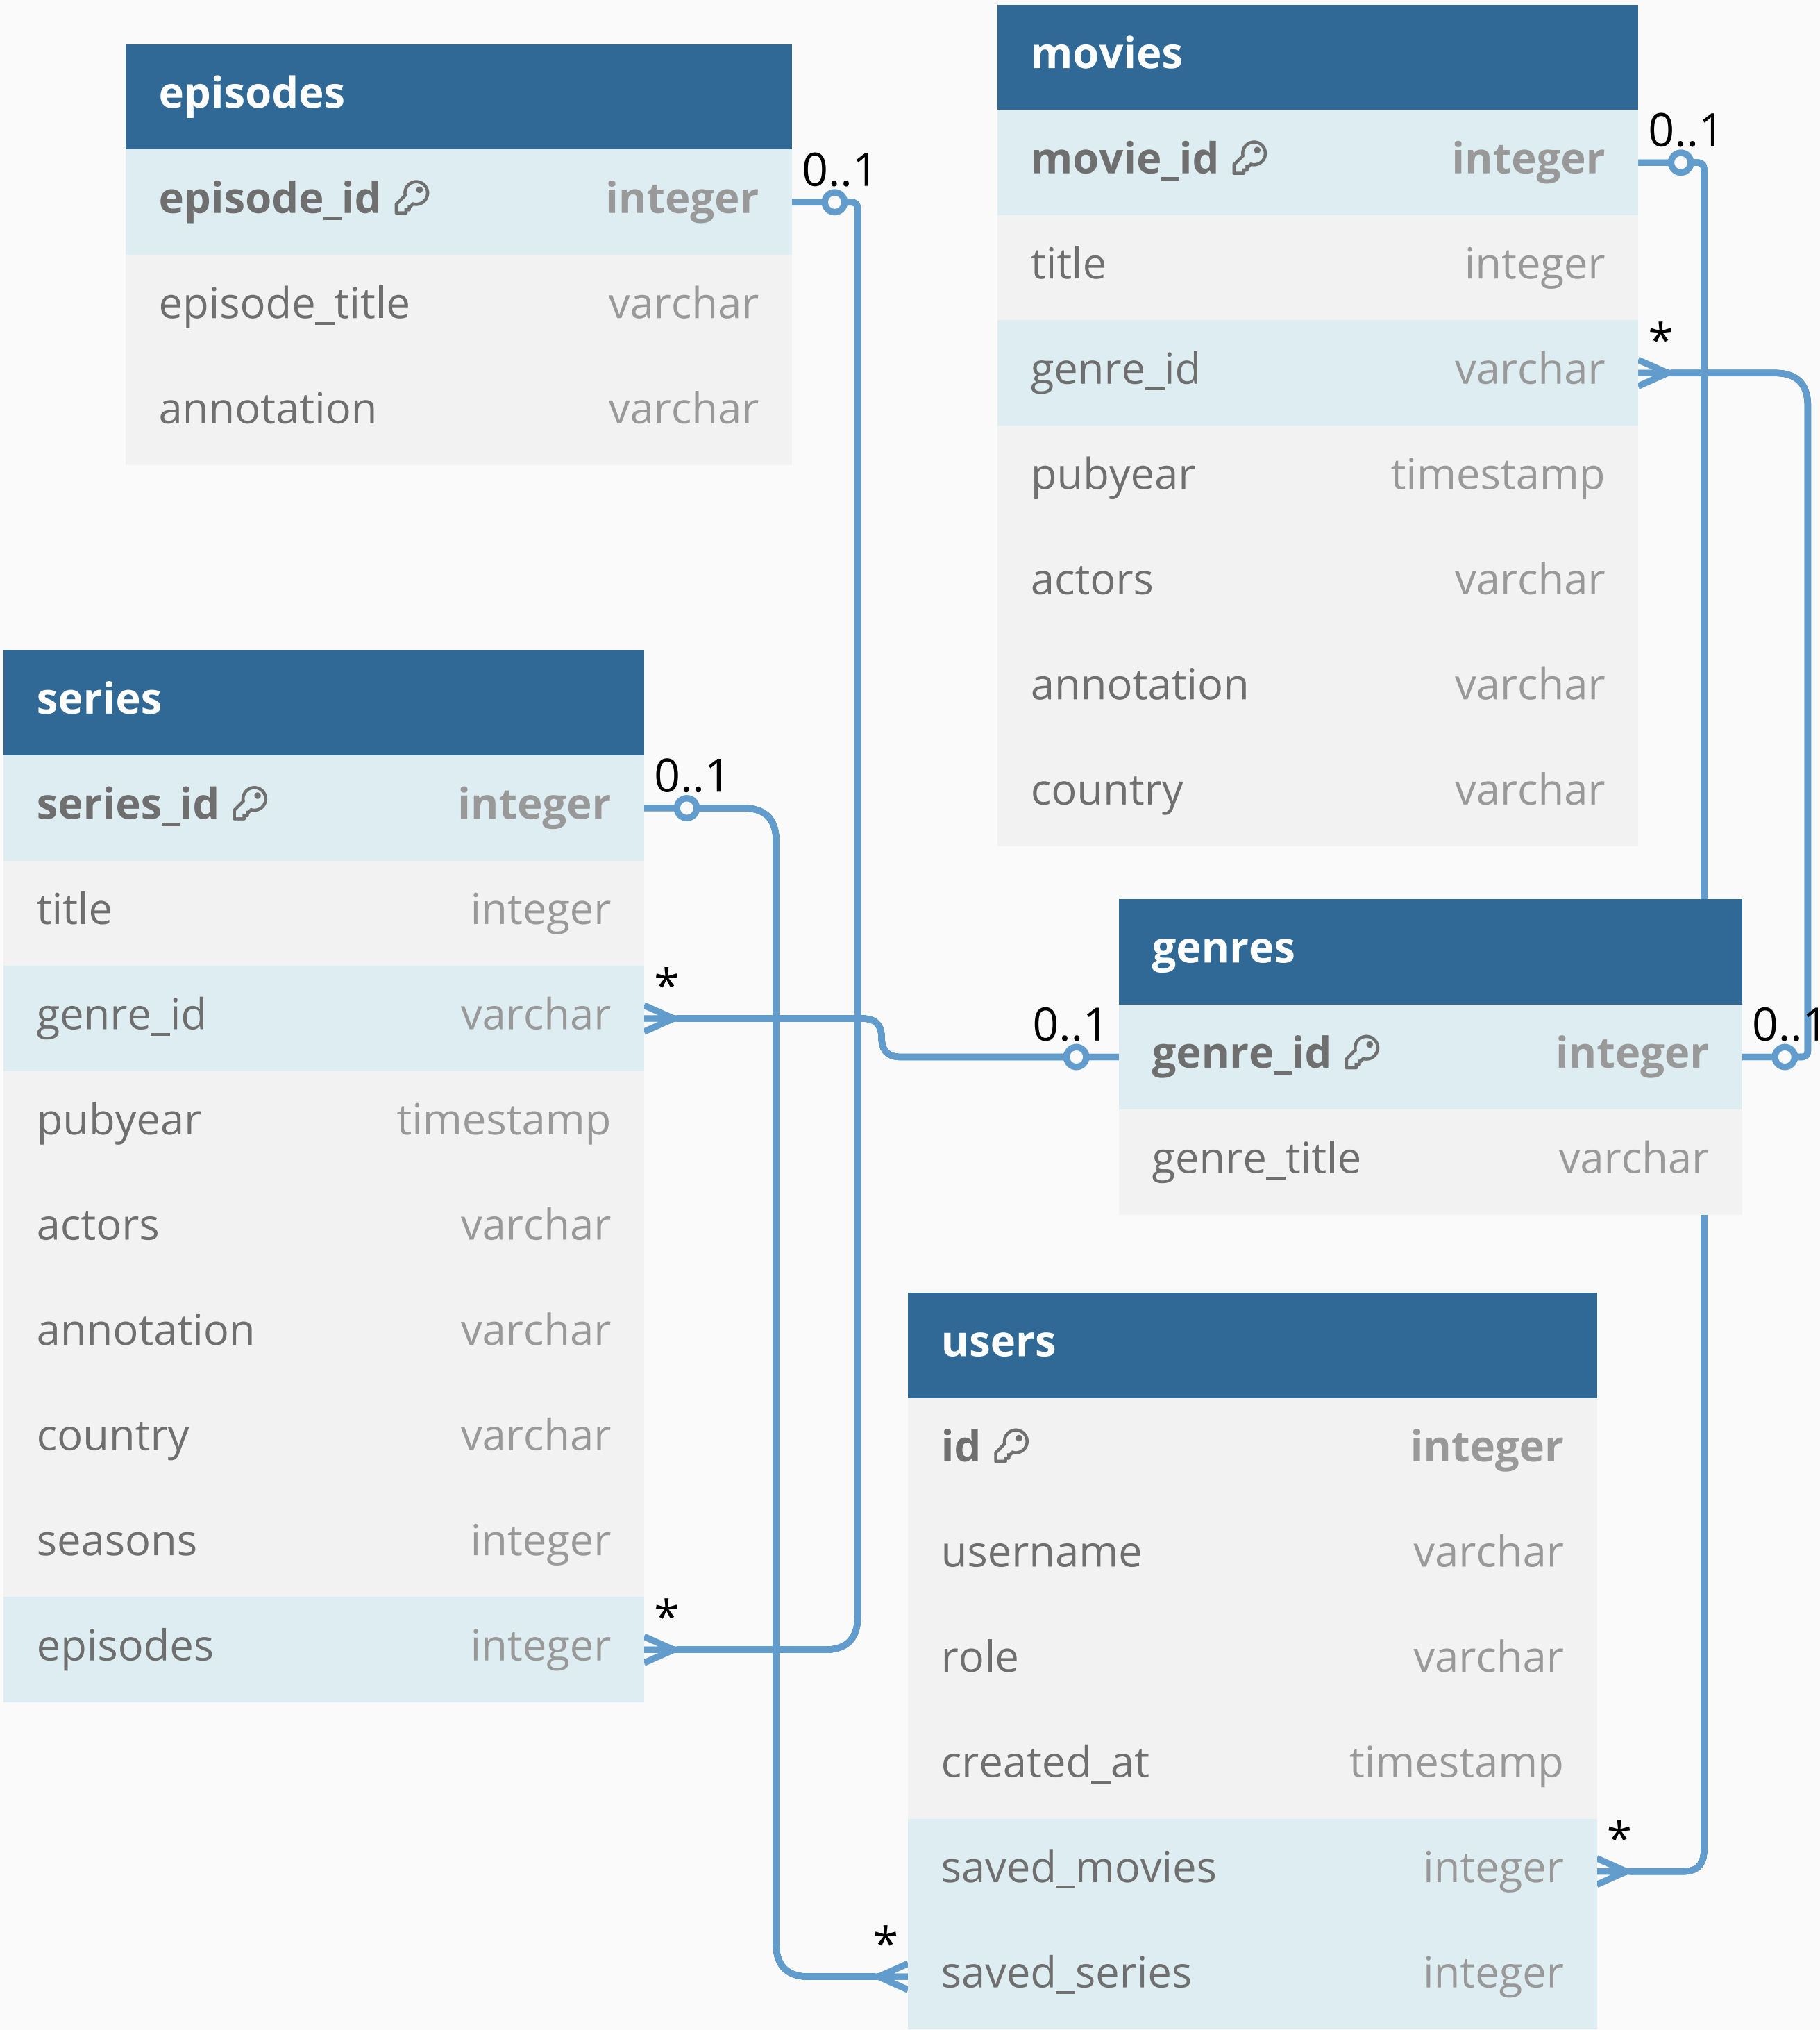 episodes
episode_id integer
episode_title varchar
annotation varchar
0..1
movies
movie_id integer
title integer
genre_id varchar
pubyear timestamp
actors varchar
annotation varchar
country varchar
0..1
*
series
series_id integer
title integer
genre_id varchar
pubyear timestamp
actors varchar
annotation varchar
country varchar
seasons integer
episodes integer
0..1
*
*
genres
genre_id integer
genre_title varchar
0..1
0..1
users
id integer
username varchar
role varchar
created_at timestamp
saved_movies integer
saved_series integer
*
*